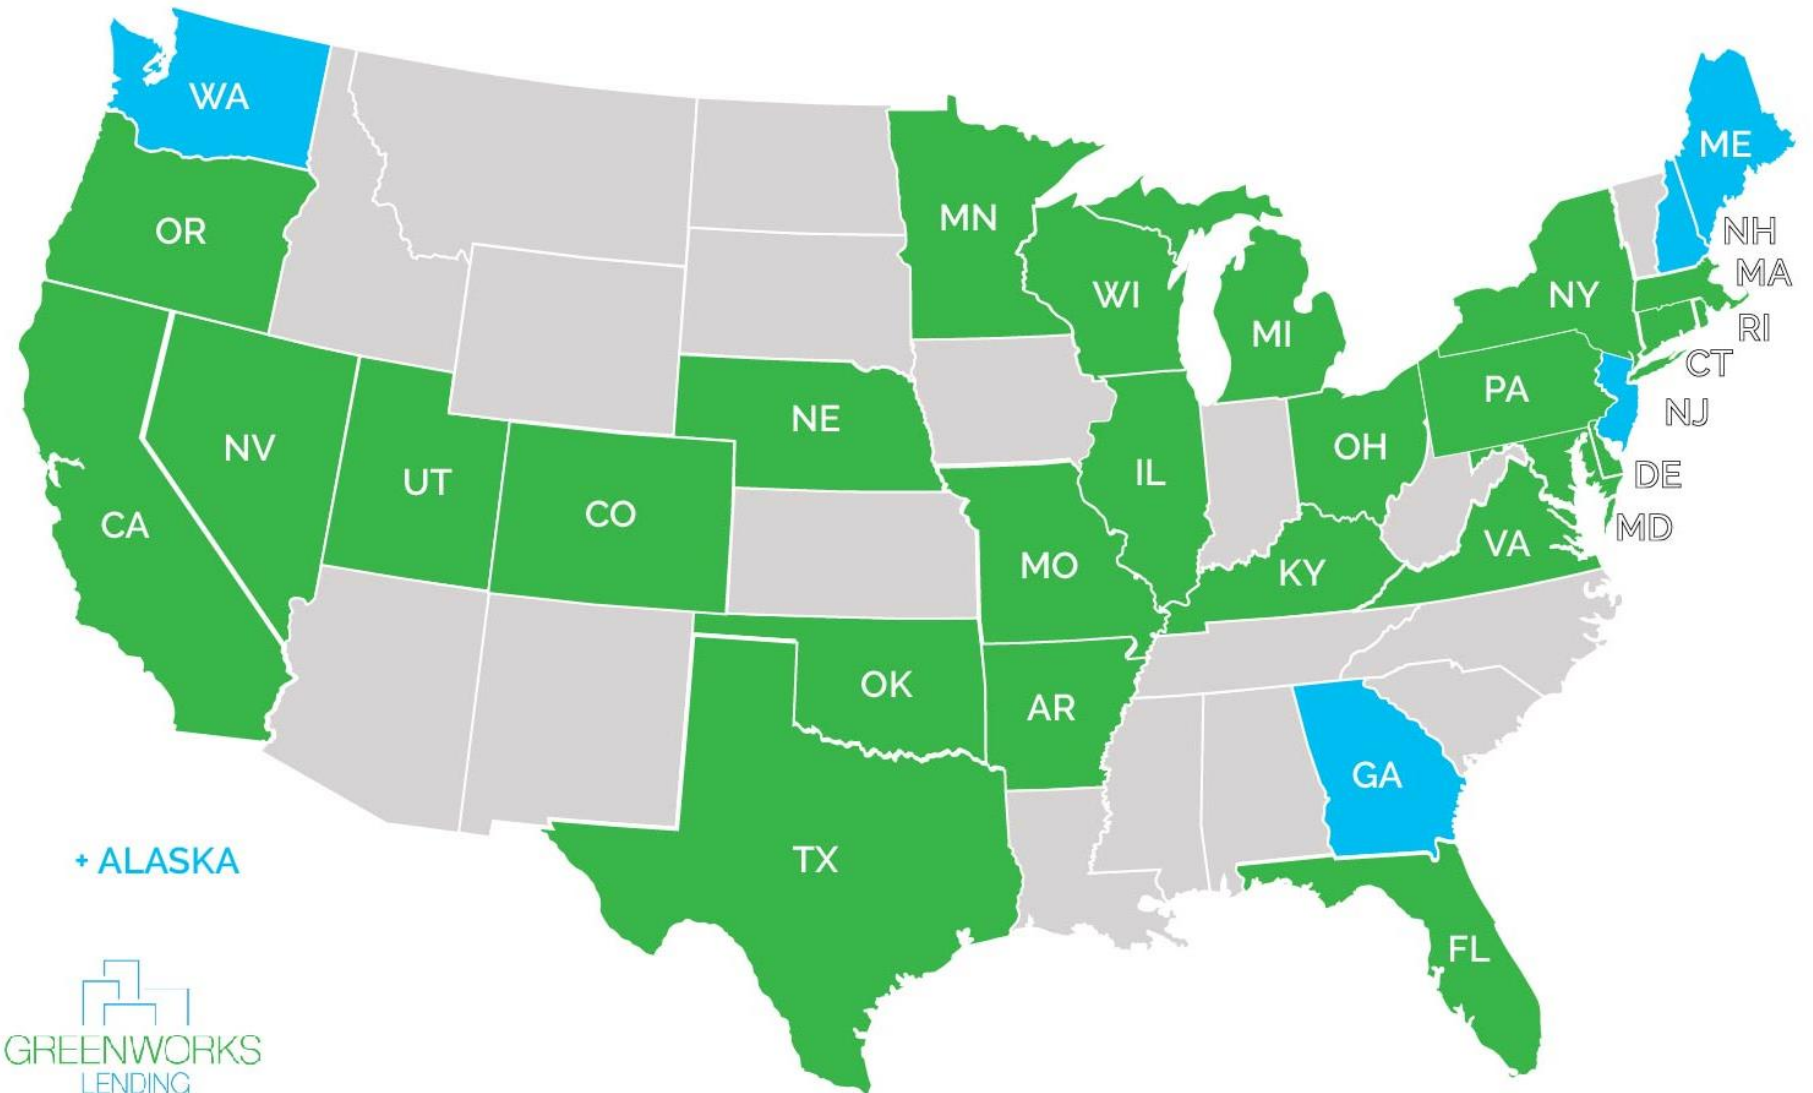 WA
ME
OR
MN
NH
MA
WI
NY
MI
RI
CT
PA
NE
NJ
NV
OH
UT
IL
DE
CO
CA
MD
VA
MO
KY
OK
AR
GA
TX
+ ALASKA
FL
GREENWORKS
LENDING